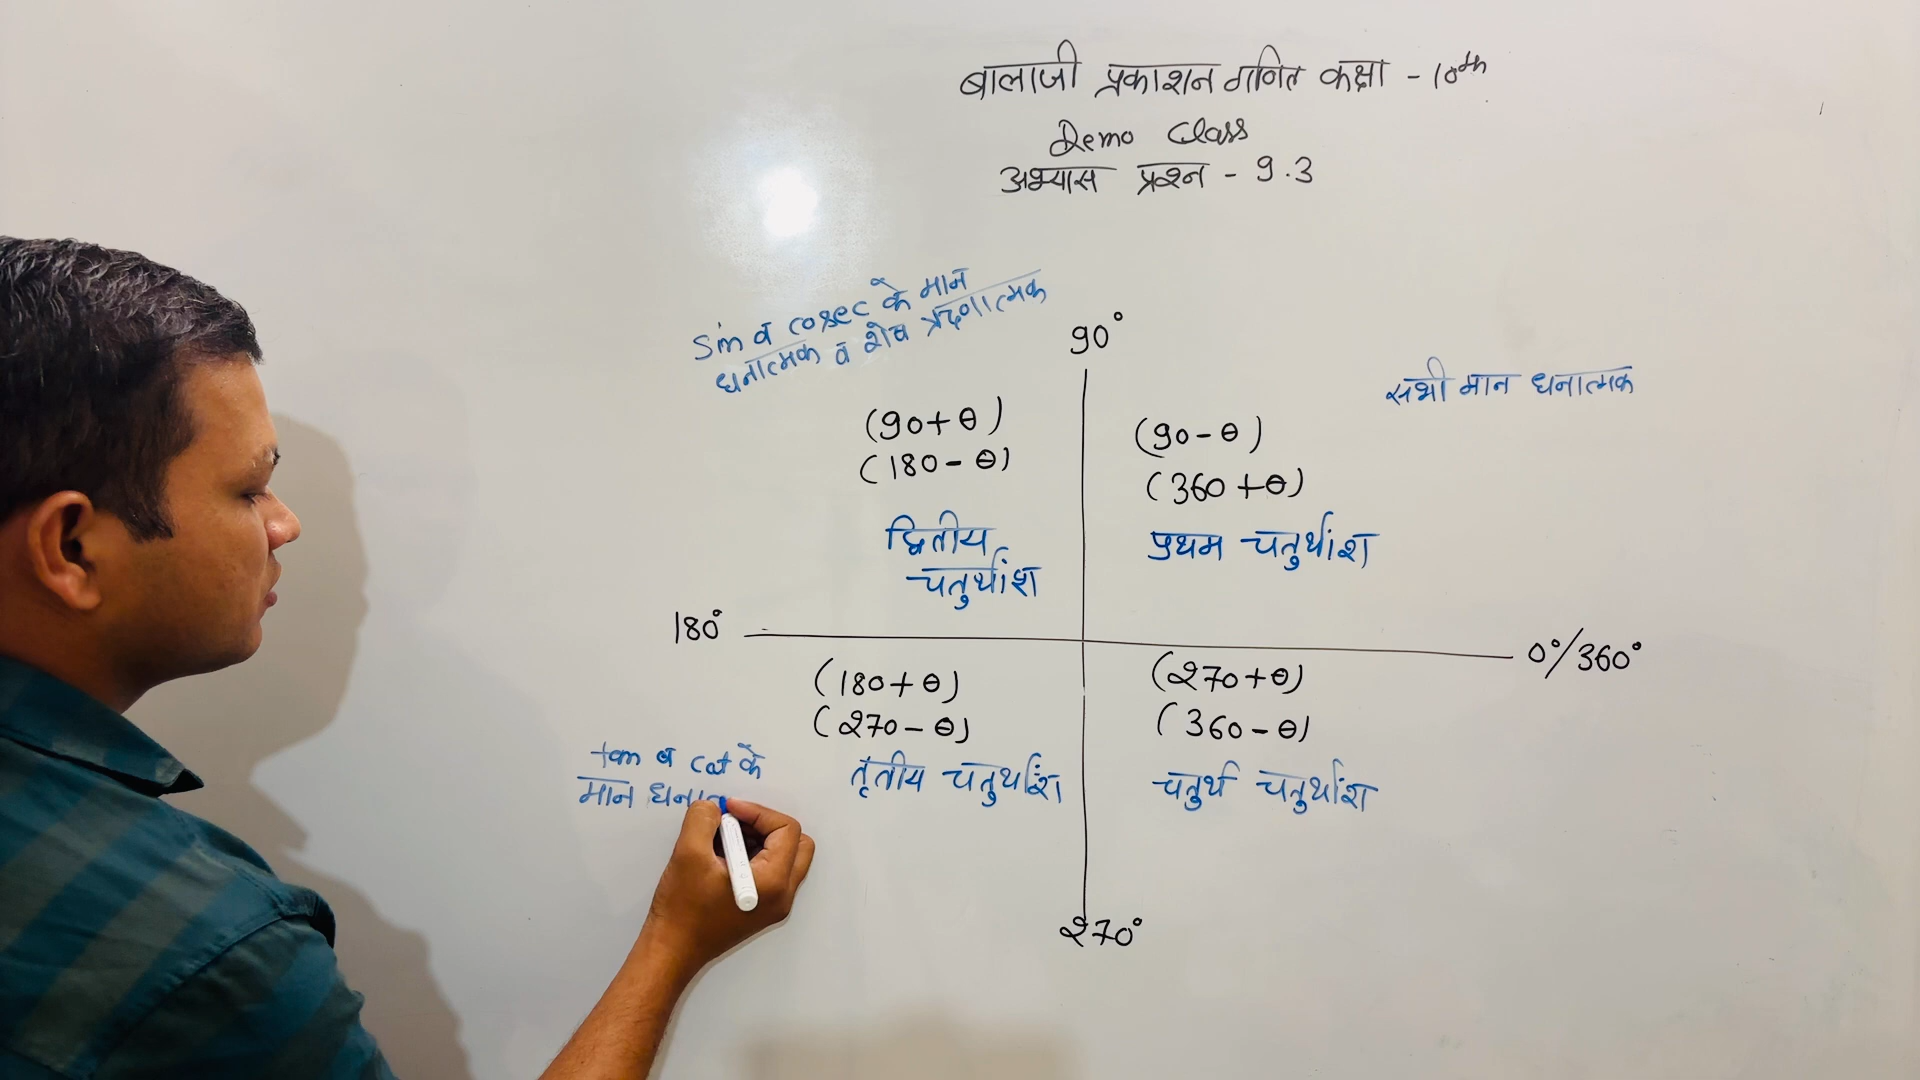 बालाजी प्रकाशन गणित कक्षा - 10th
Demo Class
अभ्यास प्रश्न - 9.3
sin व cosec के मान
धनात्मक व शेष ऋणात्मक
90°
सभी मान धनात्मक
(90+θ)
(180-θ)
द्वितीय
चतुर्थांश
(90-θ)
(360+θ)
प्रथम चतुर्थांश
180°
0°/360°
(180+θ)
(270-θ)
तृतीय चतुर्थांश
(270+θ)
(360-θ)
चतुर्थ चतुर्थांश
tan व cot के
मान धना
270°